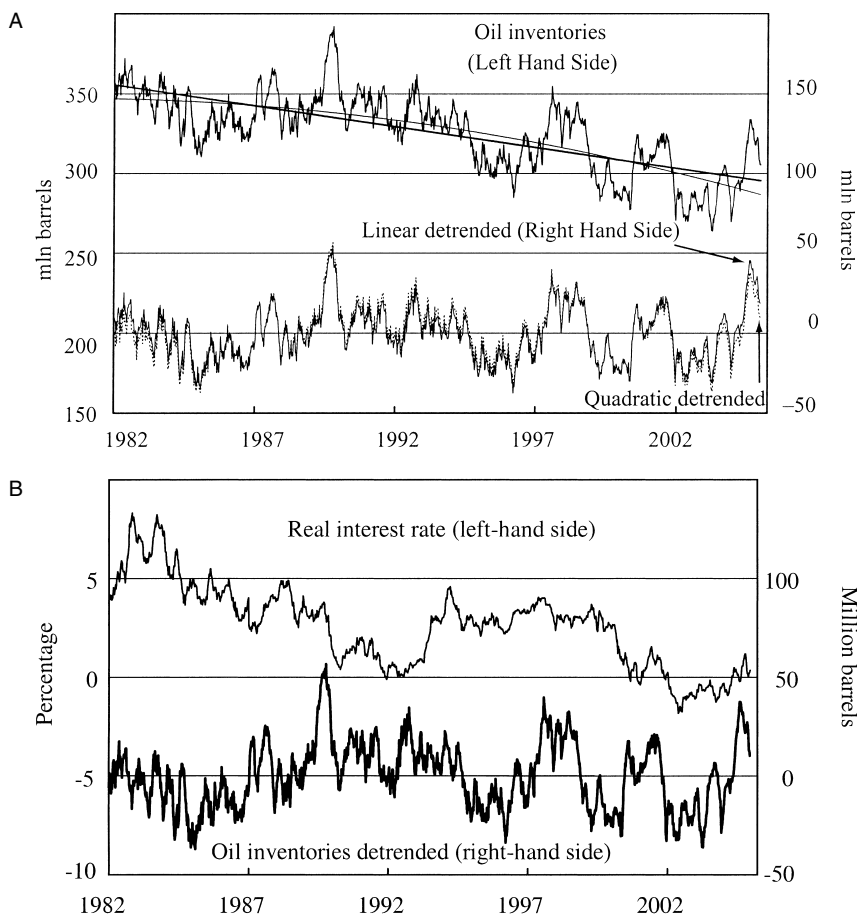 A
Oil inventories
(Left Hand Side)
350
150
300
100
mln barrels
mln barrels
Linear detrended (Right Hand Side)
250
50
200
0
Quadratic detrended
150
–50
1982
1987
1992
1997
2002
B
Real interest rate (left-hand side)
5
100
Percentage
Million barrels
0
50
-5
0
Oil inventories detrended (right-hand side)
-10
-50
1982
1987
1992
1997
2002